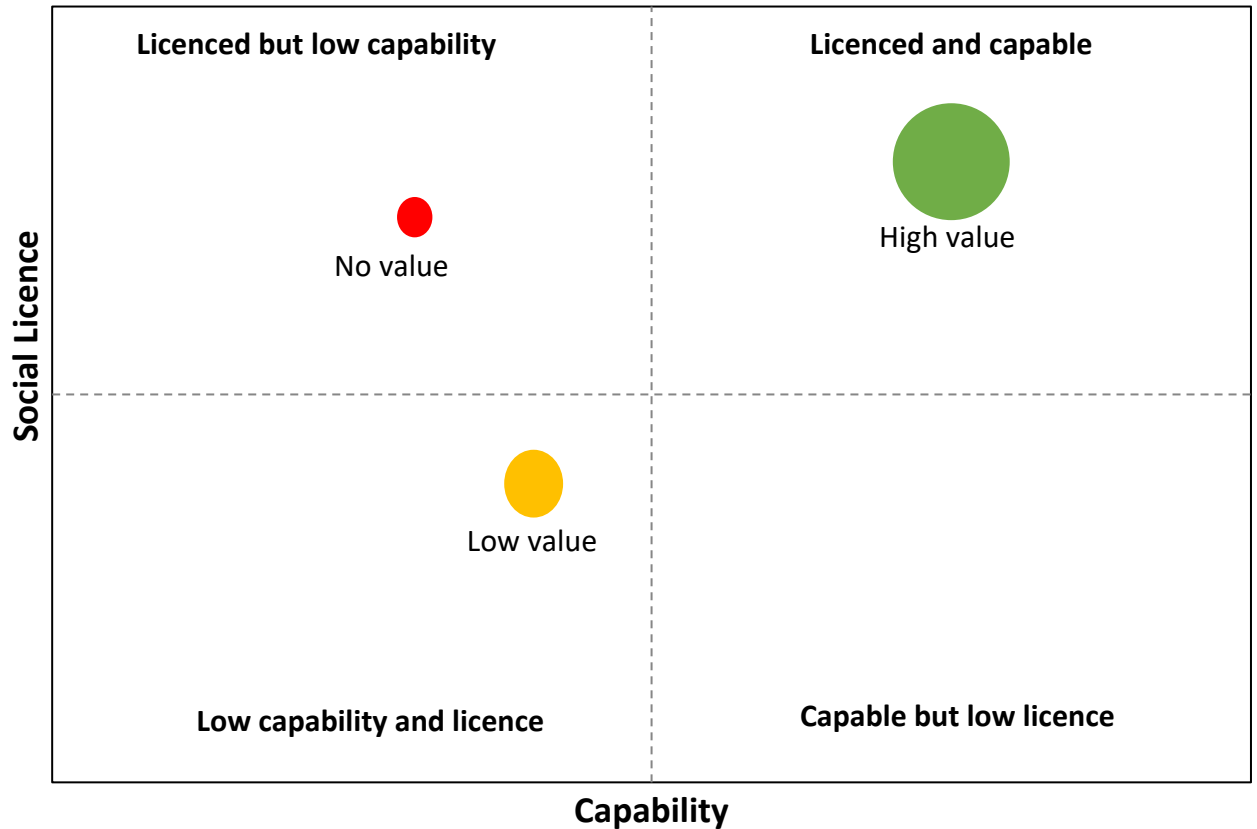 Licenced but low capability
Licenced and capable
High value
No value
Social Licence
Low value
Low capability and licence
Capable but low licence
Capability